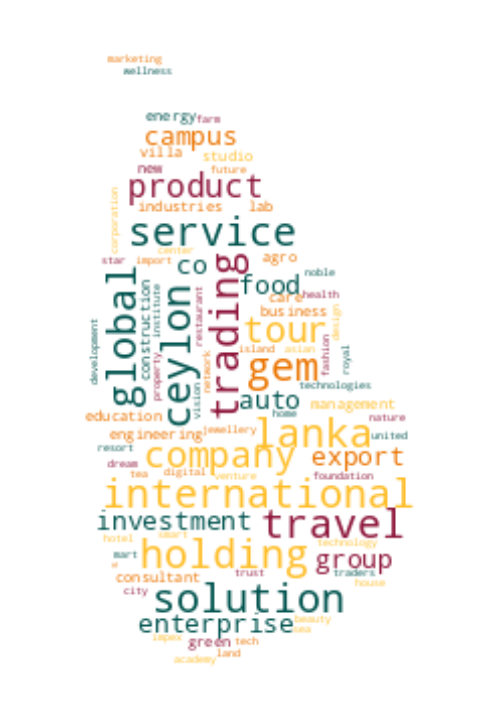 marketing
wellness
energy
farm
campus
villa
studio
new
future
product
corporation
industries
lab
service
center
star
import
co
agro
noble
global
ceylon
trading
food
construction
institute
property
restaurant
care
health
business
design
development
tour
island
asian
fashion
royal
network
gem
technologies
vision
auto
home
management
education
nature
engineering
jewellery
lanka
united
resort
company
export
dream
tea
digital
venture
foundation
international
investment
travel
hotel
smart
technology
mart
holding
group
consultant
trust
traders
house
city
solution
enterprise
beauty
impex
green
tech
land
academy